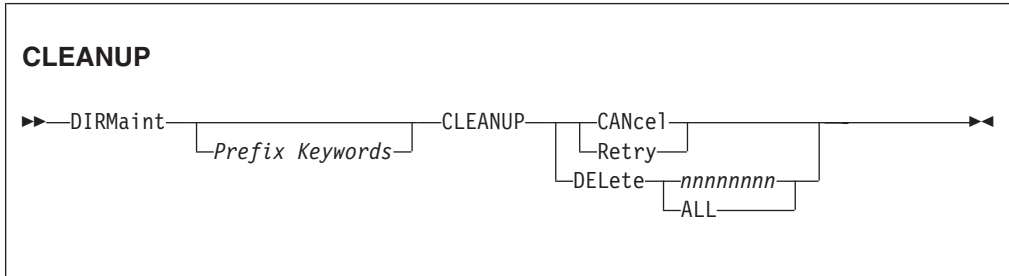 CLEANUP
DIRMaint CLEANUP CANcel
Prefix Keywords Retry
DELete nnnnnnnn
ALL